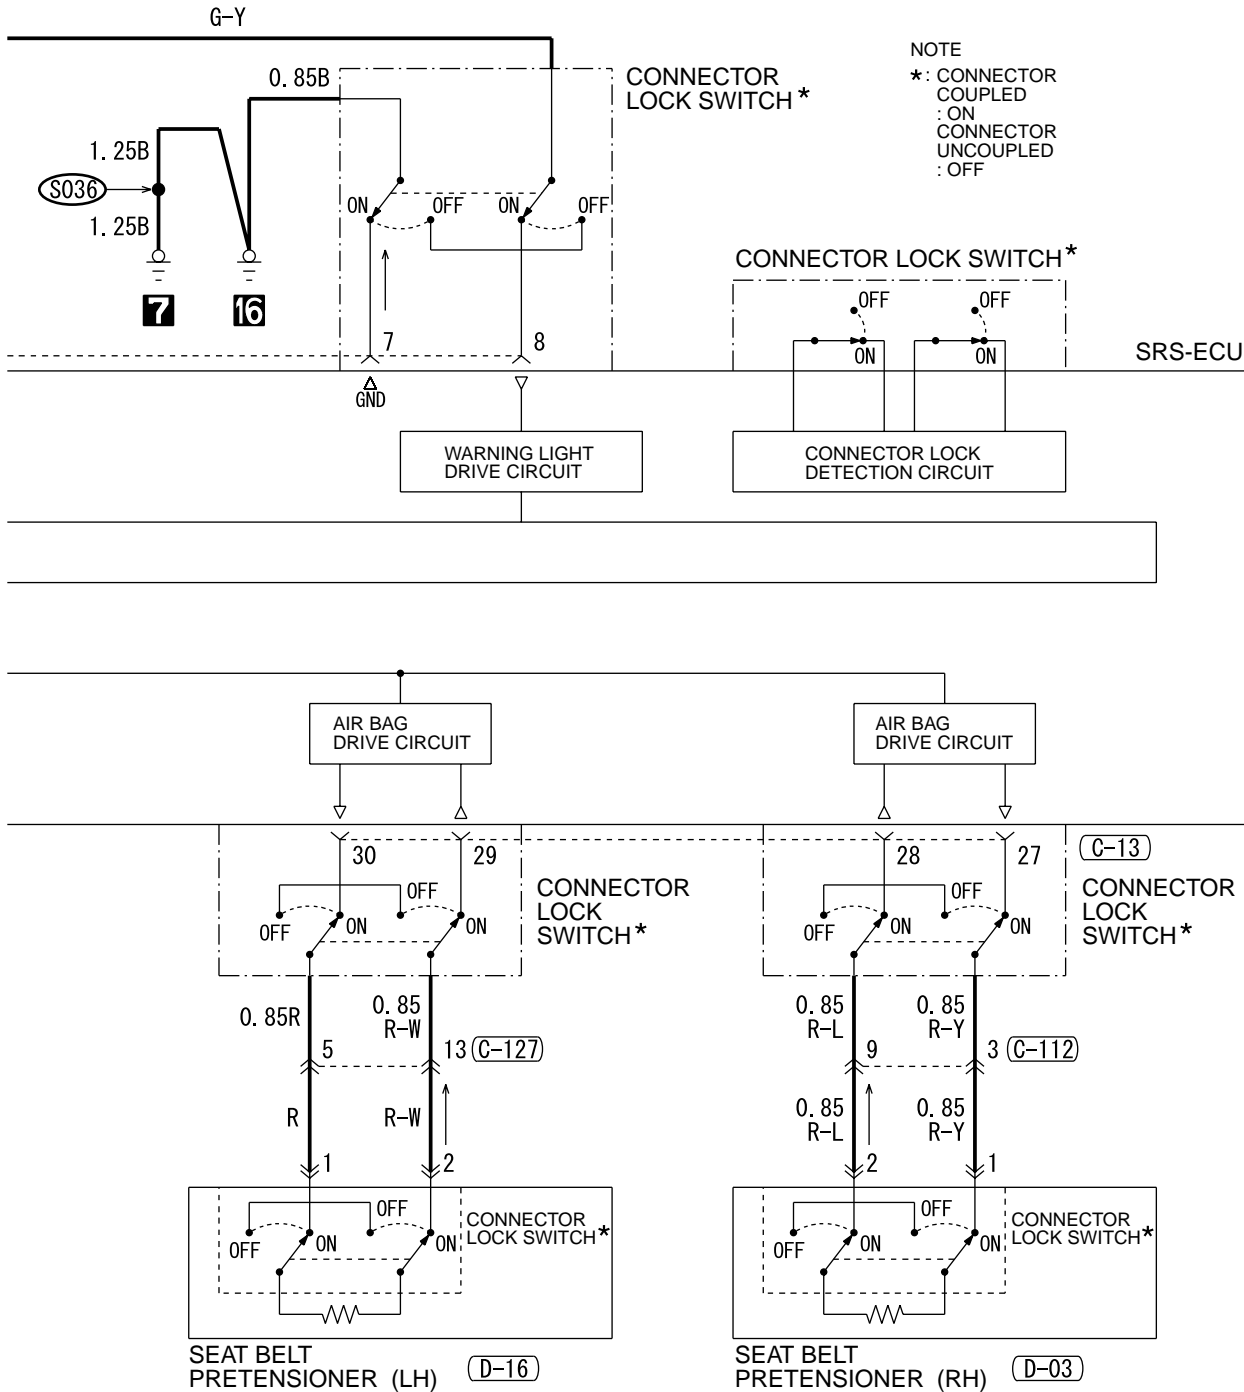 G-Y
0.85B
CONNECTOR
LOCK SWITCH*
NOTE
*: CONNECTOR
COUPLED
: ON
CONNECTOR
UNCOUPLED
: OFF
1.25B
S036
1.25B
7
16
ON
OFF
ON
OFF
7
8
GND
CONNECTOR LOCK SWITCH*
OFF
OFF
ON
ON
SRS-ECU
WARNING LIGHT
DRIVE CIRCUIT
CONNECTOR LOCK
DETECTION CIRCUIT
AIR BAG
DRIVE CIRCUIT
AIR BAG
DRIVE CIRCUIT
30
29
28
27
C-13
OFF
OFF
ON
ON
CONNECTOR
LOCK
SWITCH*
OFF
OFF
ON
ON
CONNECTOR
LOCK
SWITCH*
0.85R
0.85
R-W
0.85
R-L
0.85
R-Y
5
13
C-127
9
3
C-112
R
R-W
0.85
R-L
0.85
R-Y
1
2
2
1
OFF
OFF
ON
ON
CONNECTOR
LOCK SWITCH*
OFF
OFF
ON
ON
CONNECTOR
LOCK SWITCH*
SEAT BELT
PRETENSIONER (LH)
D-16
SEAT BELT
PRETENSIONER (RH)
D-03